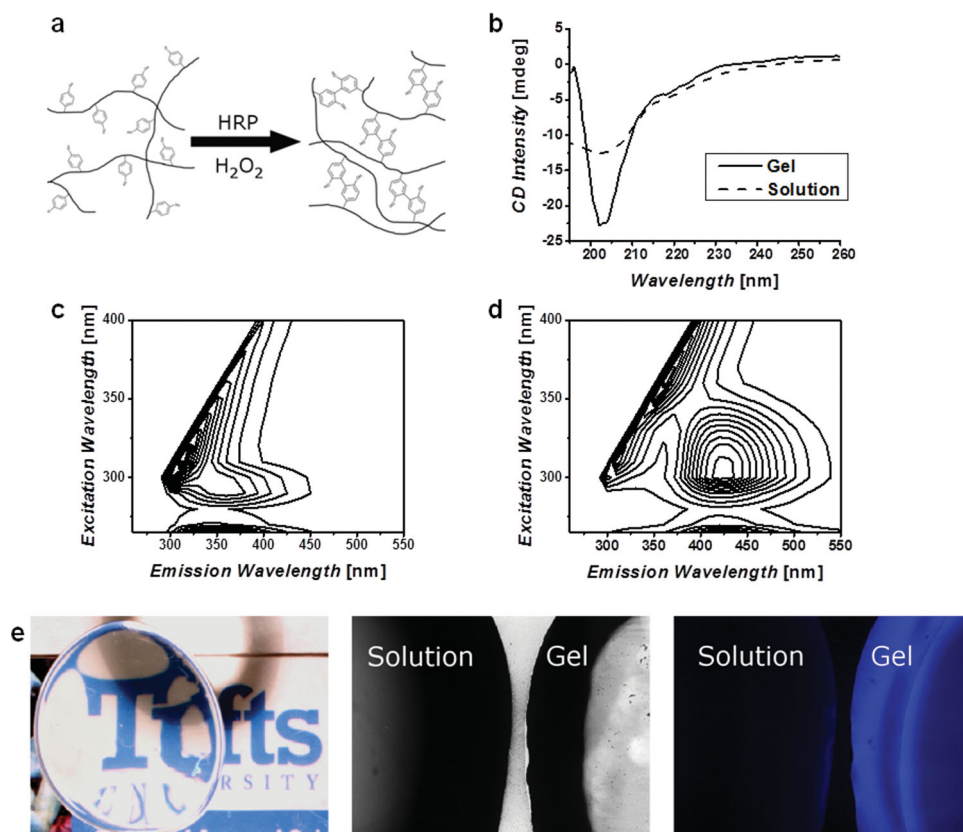 a
HRP
H₂O₂
b
CD Intensity [mdeg]
0
-5
-10
-15
-20
-25
Gel
Solution
200 210 220 230 240 250 260
Wavelength [nm]
c
Excitation Wavelength [nm]
400
350
300
300 350 400 450 500 550
Emission Wavelength [nm]
d
Excitation Wavelength [nm]
400
350
300
300 350 400 450 500 550
Emission Wavelength [nm]
e
Tufts
Solution Gel
Solution Gel